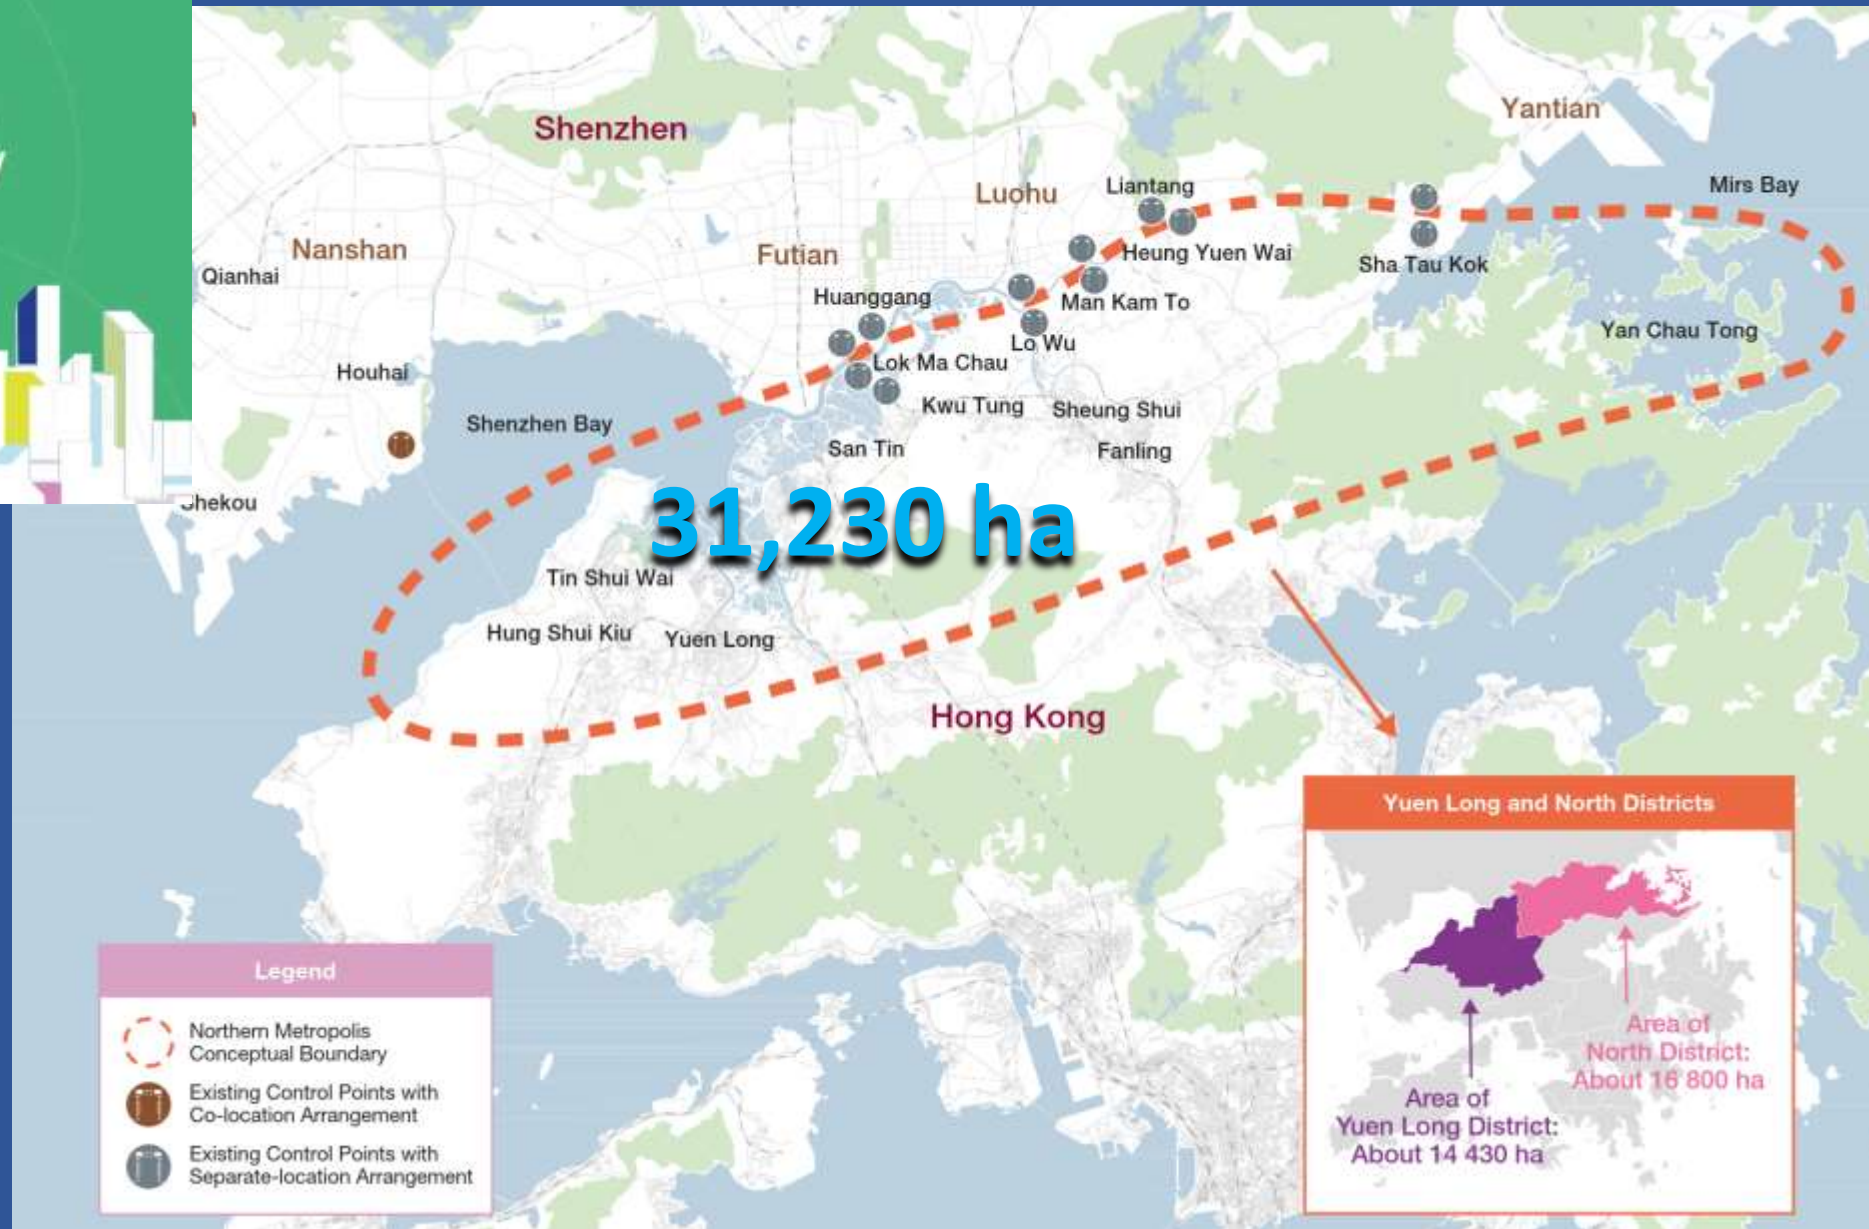 Shenzhen
Yantian
Mirs Bay
Liantang
Luohu
Nanshan
Futian
Heung Yuen Wai
Sha Tau Kok
Qianhai
Huanggang
Man Kam To
Yan Chau Tong
Lo Wu
Houhai
Lok Ma Chau
Kwu Tung
Sheung Shui
Shenzhen Bay
San Tin
Fanling
Shekou
31,230 ha
Tin Shui Wai
Hung Shui Kiu
Yuen Long
Hong Kong
Yuen Long and North Districts
Area of
North District:
About 16 800 ha
Area of
Yuen Long District:
About 14 430 ha
Legend
Northern Metropolis
Conceptual Boundary
Existing Control Points with
Co-location Arrangement
Existing Control Points with
Separate-location Arrangement